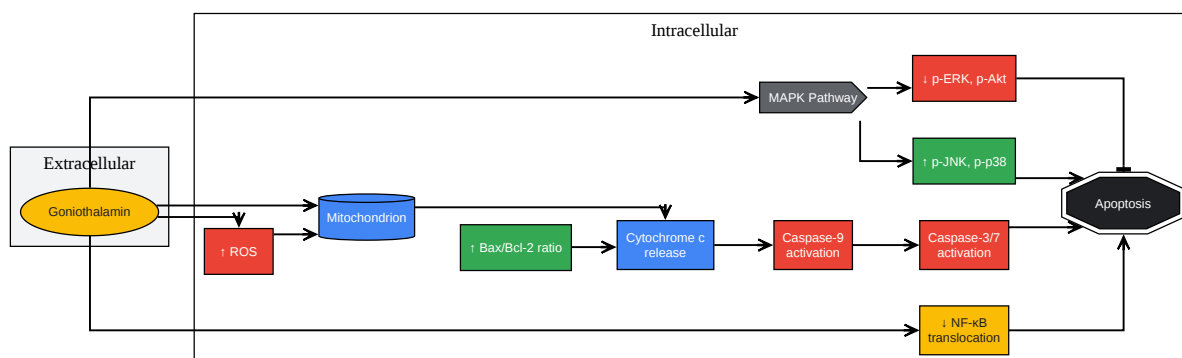 Intracellular
↓ p-ERK, p-Akt
MAPK Pathway
Extracellular
↑ p-JNK, p-p38
Goniothalamin
Mitochondrion
Apoptosis
↑ ROS
↑ Bax/Bcl-2 ratio
Cytochrome c
release
Caspase-9
activation
Caspase-3/7
activation
↓ NF-κB
translocation